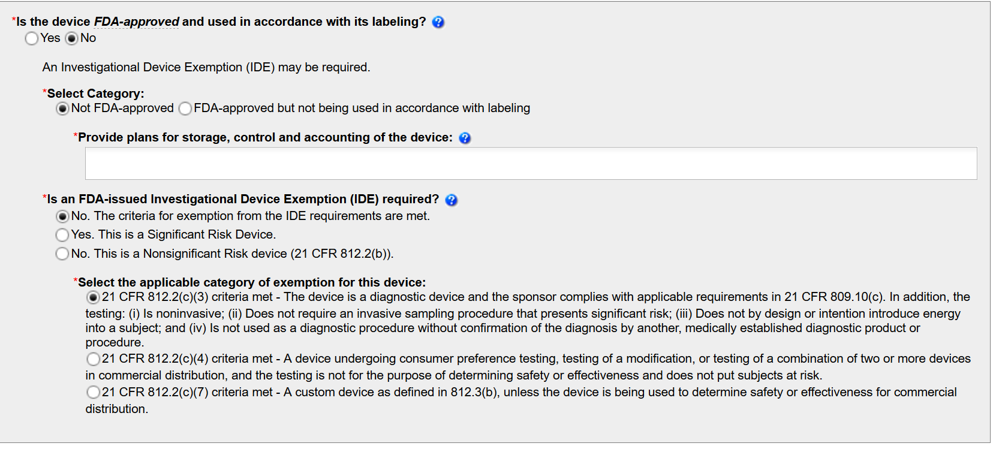 *Is the device FDA-approved and used in accordance with its labeling? ?
Yes No
An Investigational Device Exemption (IDE) may be required.
*Select Category:
Not FDA-approved FDA-approved but not being used in accordance with labeling
*Provide plans for storage, control and accounting of the device: ?
*Is an FDA-issued Investigational Device Exemption (IDE) required? ?
No. The criteria for exemption from the IDE requirements are met.
Yes. This is a Significant Risk Device.
No. This is a Nonsignificant Risk device (21 CFR 812.2(b)).
*Select the applicable category of exemption for this device:
21 CFR 812.2(c)(3) criteria met - The device is a diagnostic device and the sponsor complies with applicable requirements in 21 CFR 809.10(c). In addition, the
testing: (i) Is noninvasive; (ii) Does not require an invasive sampling procedure that presents significant risk; (iii) Does not by design or intention introduce energy
into a subject; and (iv) Is not used as a diagnostic procedure without confirmation of the diagnosis by another, medically established diagnostic product or
procedure.
21 CFR 812.2(c)(4) criteria met - A device undergoing consumer preference testing, testing of a modification, or testing of a combination of two or more devices
in commercial distribution, and the testing is not for the purpose of determining safety or effectiveness and does not put subjects at risk.
21 CFR 812.2(c)(7) criteria met - A custom device as defined in 812.3(b), unless the device is being used to determine safety or effectiveness for commercial
distribution.